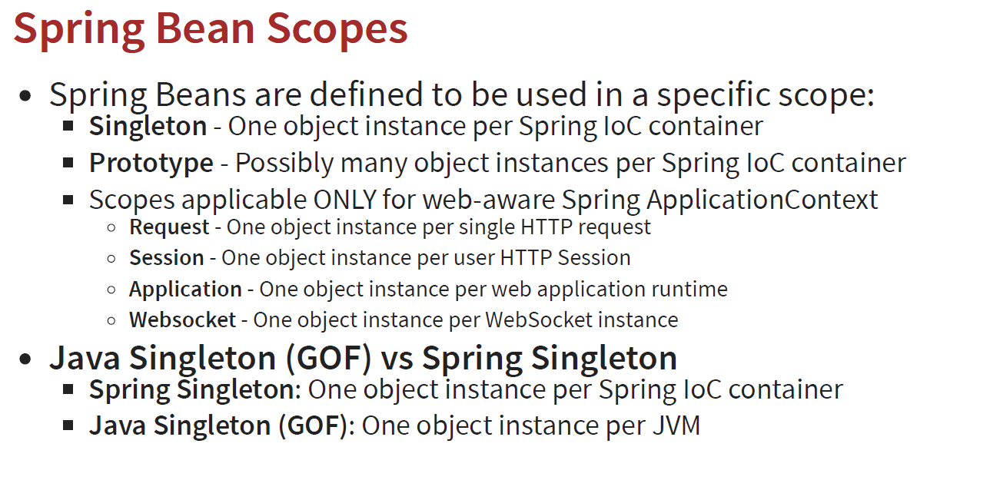 Spring Bean Scopes
• Spring Beans are defined to be used in a specific scope:
▪ Singleton - One object instance per Spring IoC container
▪ Prototype - Possibly many object instances per Spring IoC container
▪ Scopes applicable ONLY for web-aware Spring ApplicationContext
○ Request - One object instance per single HTTP request
○ Session - One object instance per user HTTP Session
○ Application - One object instance per web application runtime
○ Websocket - One object instance per WebSocket instance
• Java Singleton (GOF) vs Spring Singleton
▪ Spring Singleton: One object instance per Spring IoC container
▪ Java Singleton (GOF): One object instance per JVM